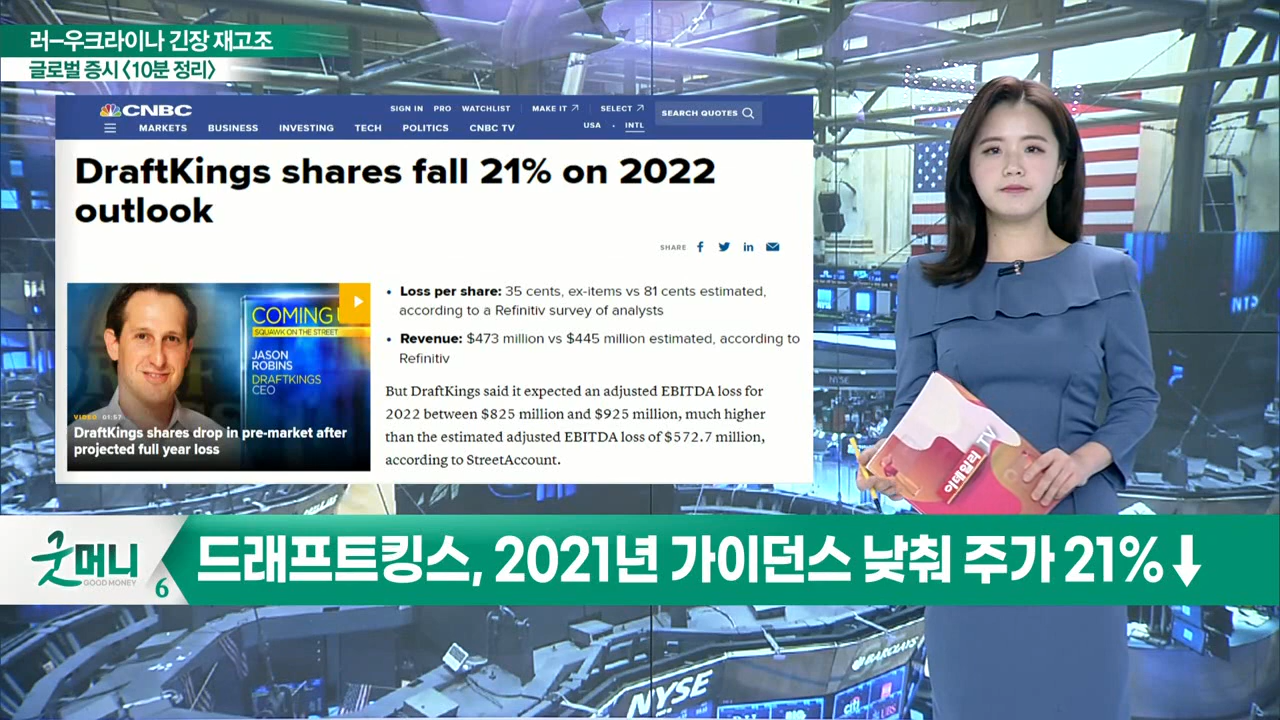 러-우크라이나 긴장 재고조
글로벌 증시 <10분 정리>
CNBC
SIGN IN PRO WATCHLIST MAKE IT SELECT SEARCH QUOTES
MARKETS BUSINESS INVESTING TECH POLITICS CNBC TV USA · INTL
DraftKings shares fall 21% on 2022
outlook
SHARE
COMING U
SQUAWK ON THE STREET
JASON
ROBINS
DRAFTKINGS
CEO
VIDEO 01:57
DraftKings shares drop in pre-market after
projected full year loss
• Loss per share: 35 cents, ex-items vs 81 cents estimated,
according to a Refinitiv survey of analysts
• Revenue: $473 million vs $445 million estimated, according to
Refinitiv
But DraftKings said it expected an adjusted EBITDA loss for
2022 between $825 million and $925 million, much higher
than the estimated adjusted EBITDA loss of $572.7 million,
according to StreetAccount.
이데일리 TV
굿머니
GOOD MONEY
6
드래프트킹스, 2021년 가이던스 낮춰 주가 21%↓
BARCLAYS
NYSE
citi
UBS